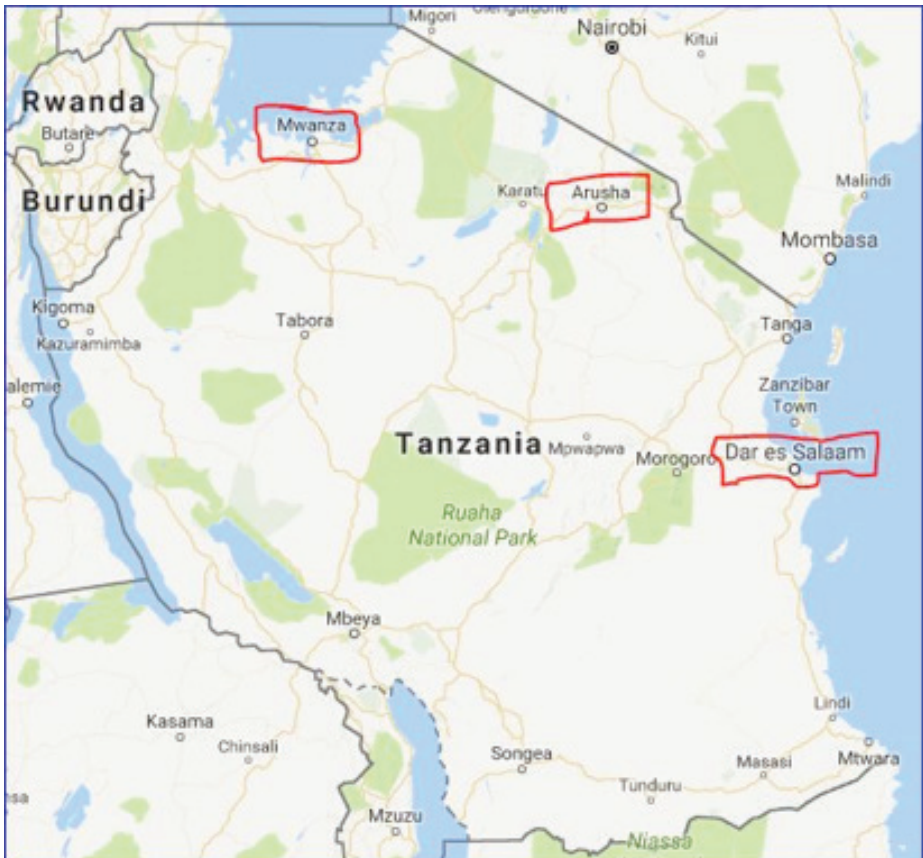 Migori
Nairobi
Kitui
Rwanda
Butare
Mwanza
Burundi
Karatu
Arusha
Malindi
Mombasa
Kigoma
Kazuramimba
Tabora
Tanga
alemie
Zanzibar
Town
Tanzania
Mpwapwa
Morogoro
Dar es Salaam
Ruaha
National Park
Mbeya
Kasama
Chinsali
Songea
Lindi
Mtwara
Masasi
Tunduru
nsa
Mzuzu
Niassa